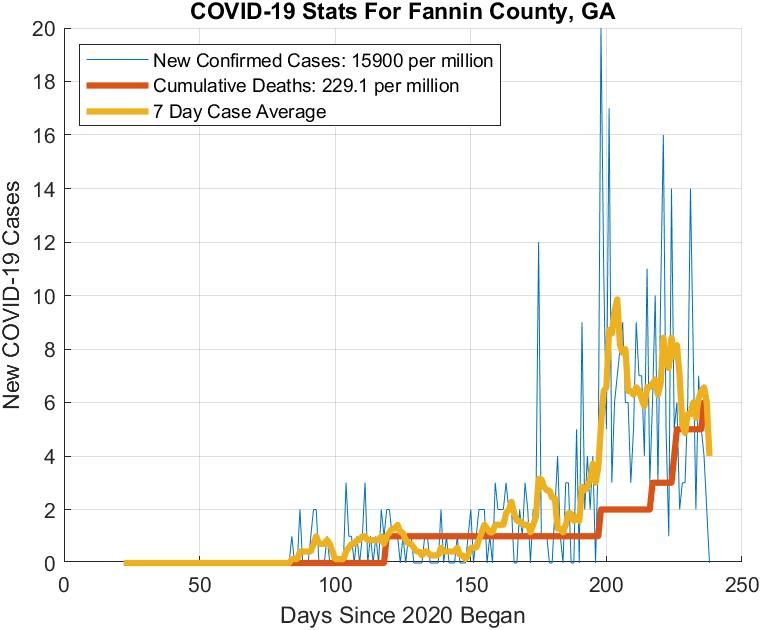 COVID-19 Stats For Fannin County, GA
New Confirmed Cases: 15900 per million
Cumulative Deaths: 229.1 per million
7 Day Case Average
New COVID-19 Cases
20
18
16
14
12
10
8
6
4
2
0
0 50 100 150 200 250
Days Since 2020 Began